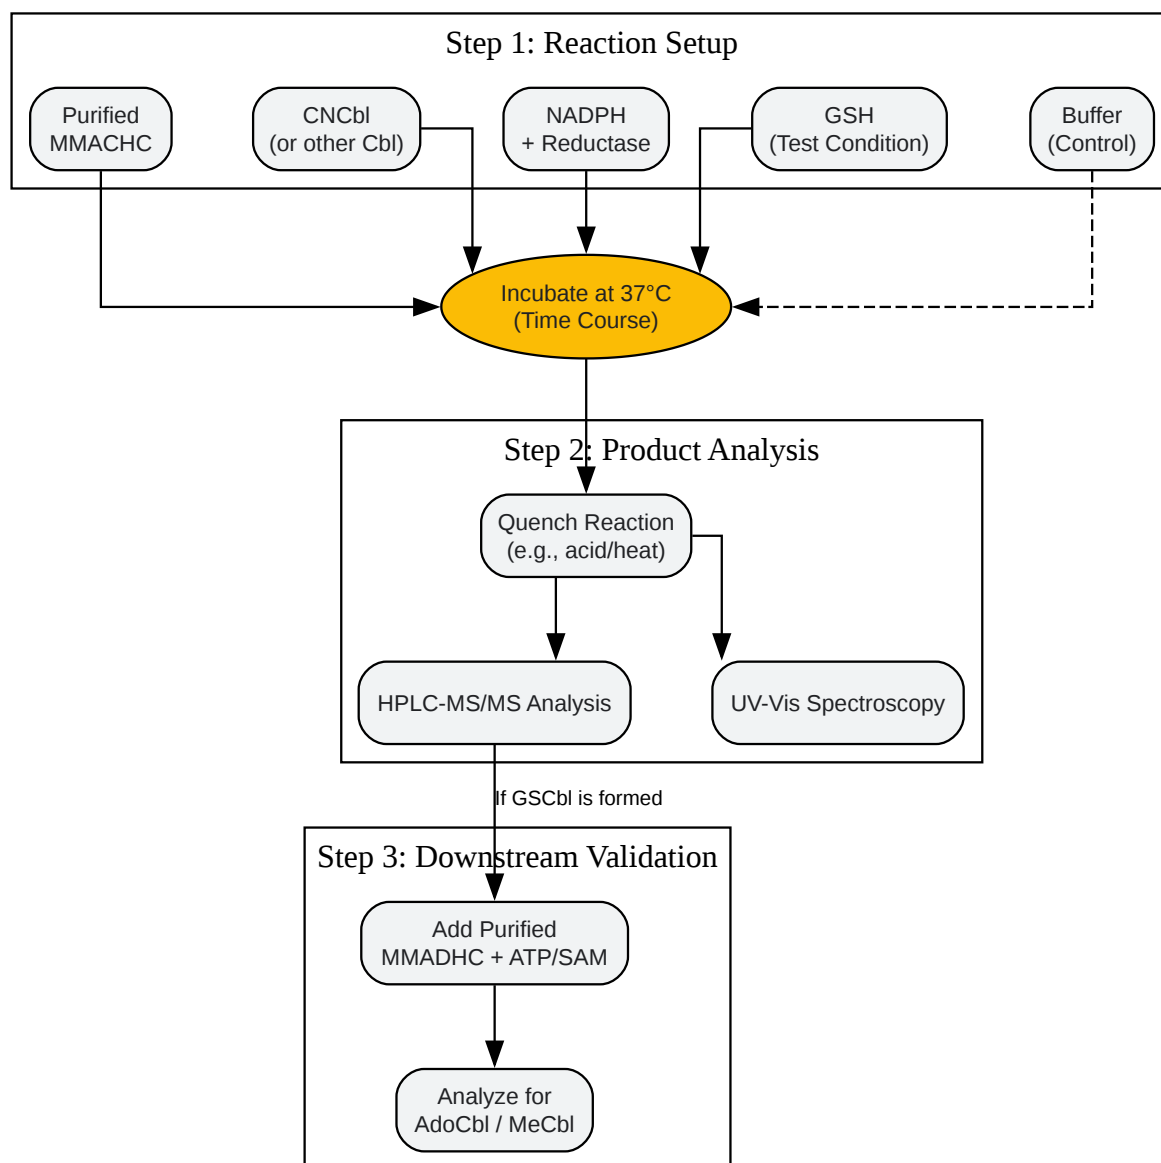 Step 1: Reaction Setup
Purified
MMACHC
CNCbl
(or other Cbl)
NADPH
+ Reductase
GSH
(Test Condition)
Buffer
(Control)
Incubate at 37°C
(Time Course)
Step 2: Product Analysis
Quench Reaction
(e.g., acid/heat)
HPLC-MS/MS Analysis
UV-Vis Spectroscopy
If GSCbl is formed
Step 3: Downstream Validation
Add Purified
MMADHC + ATP/SAM
Analyze for
AdoCbl / MeCbl